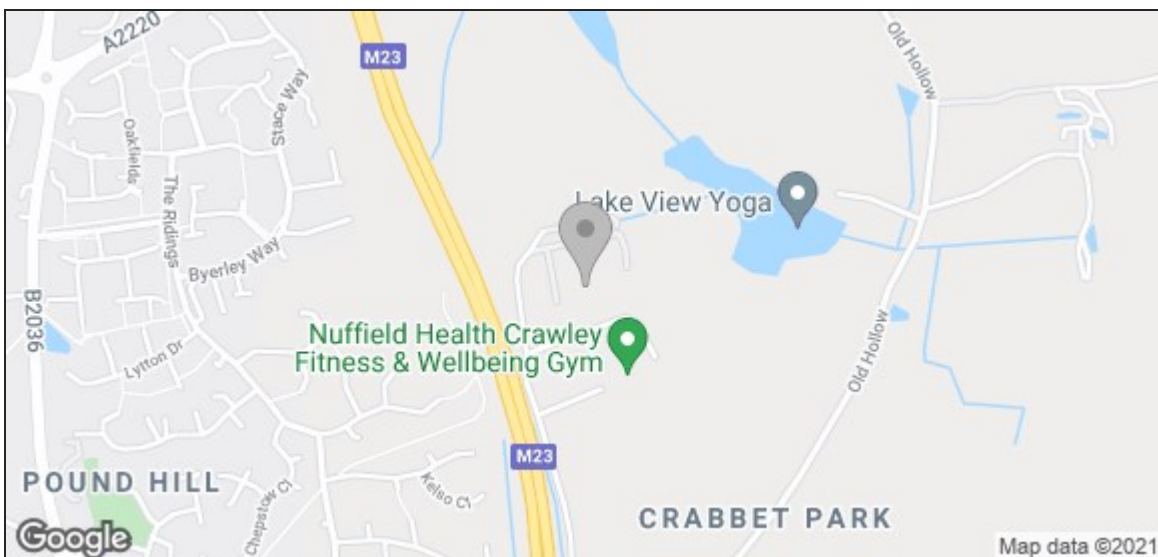 A2220
M23
Old Hollow
Stace Way
Oakfields
The Ridings
Lake View Yoga
Byerley Way
B2036
Nuffield Health Crawley
Fitness & Wellbeing Gym
Old Hollow
Lytton Dr
M23
POUND HILL
Chepstow Cl
Kelso Cl
CRABBET PARK
Google
Map data ©2021